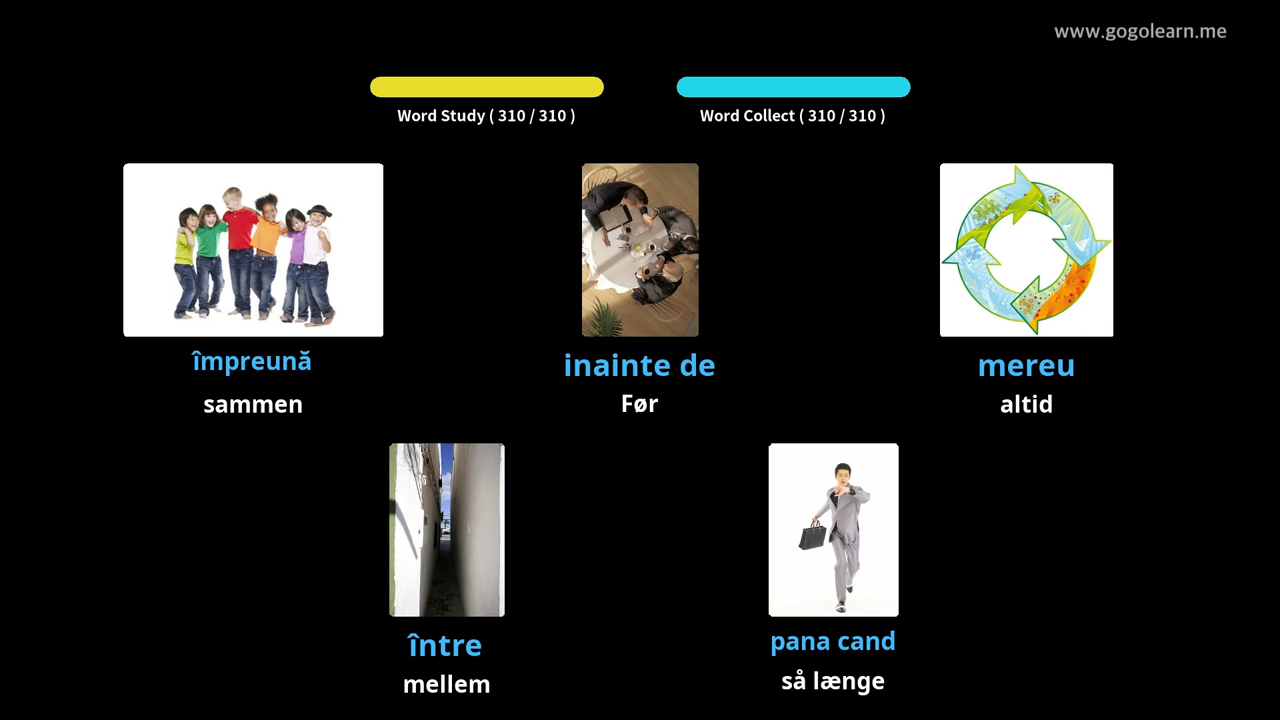 www.gogolearn.me
Word Study ( 310 / 310 )
Word Collect ( 310 / 310 )
împreună
sammen
inainte de
Før
mereu
altid
între
mellem
pana cand
så længe